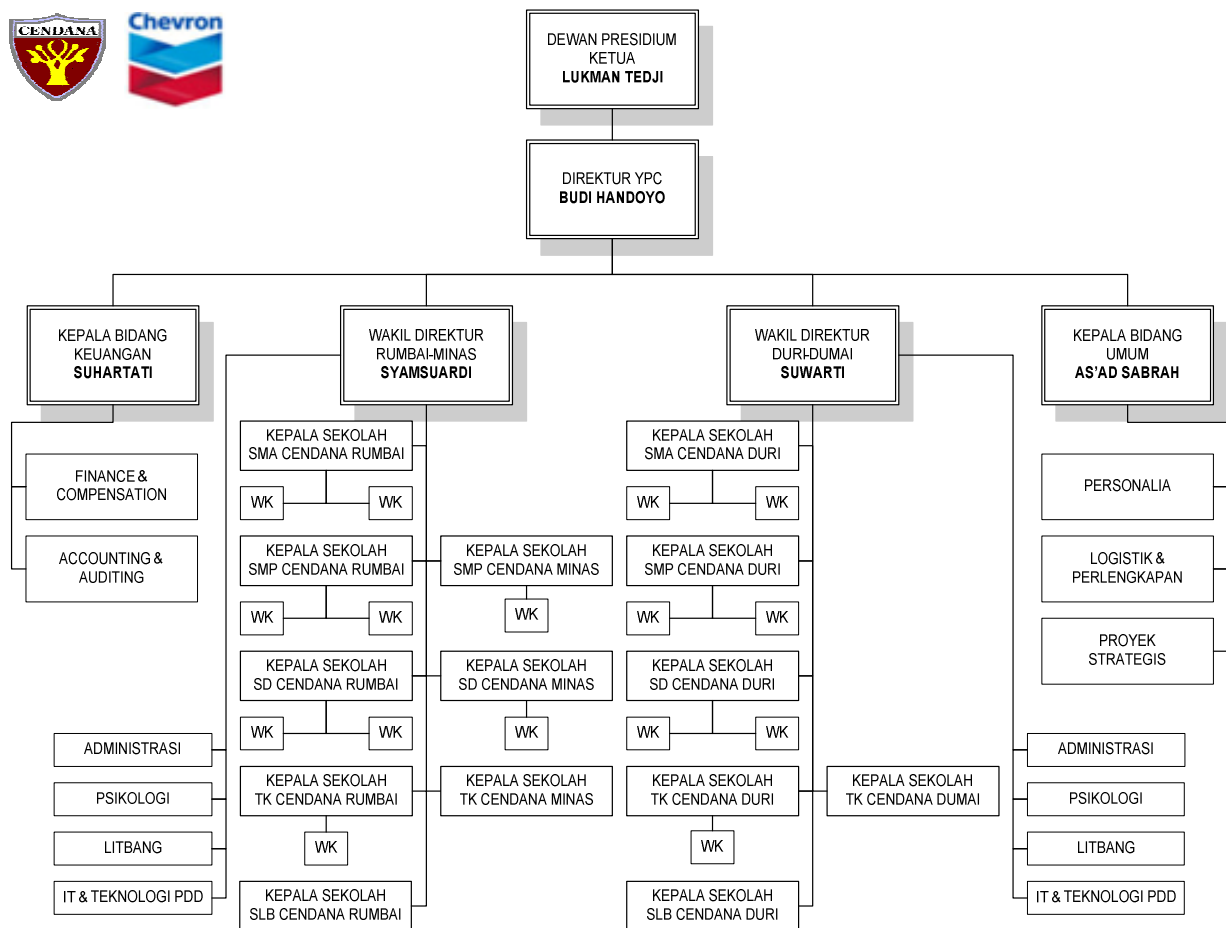 CENDANA
Chevron
DEWAN PRESIDIUM
KETUA
LUKMAN TEDJI
DIREKTUR YPC
BUDI HANDOYO
KEPALA BIDANG
KEUANGAN
SUHARTATI
WAKIL DIREKTUR
RUMBAI-MINAS
SYAMSUARDI
WAKIL DIREKTUR
DURI-DUMAI
SUWARTI
KEPALA BIDANG
UMUM
AS'AD SABRAH
FINANCE &
COMPENSATION
ACCOUNTING &
AUDITING
KEPALA SEKOLAH
SMA CENDANA RUMBAI
WK
WK
KEPALA SEKOLAH
SMP CENDANA RUMBAI
WK
WK
KEPALA SEKOLAH
SMP CENDANA MINAS
WK
KEPALA SEKOLAH
SD CENDANA RUMBAI
WK
WK
KEPALA SEKOLAH
SD CENDANA MINAS
WK
KEPALA SEKOLAH
TK CENDANA RUMBAI
WK
KEPALA SEKOLAH
TK CENDANA MINAS
KEPALA SEKOLAH
SLB CENDANA RUMBAI
ADMINISTRASI
PSIKOLOGI
LITBANG
IT & TEKNOLOGI PDD
KEPALA SEKOLAH
SMA CENDANA DURI
WK
WK
KEPALA SEKOLAH
SMP CENDANA DURI
WK
WK
KEPALA SEKOLAH
SD CENDANA DURI
WK
WK
KEPALA SEKOLAH
TK CENDANA DURI
WK
KEPALA SEKOLAH
TK CENDANA DUMAI
KEPALA SEKOLAH
SLB CENDANA DURI
PERSONALIA
LOGISTIK &
PERLENGKAPAN
PROYEK
STRATEGIS
ADMINISTRASI
PSIKOLOGI
LITBANG
IT & TEKNOLOGI PDD